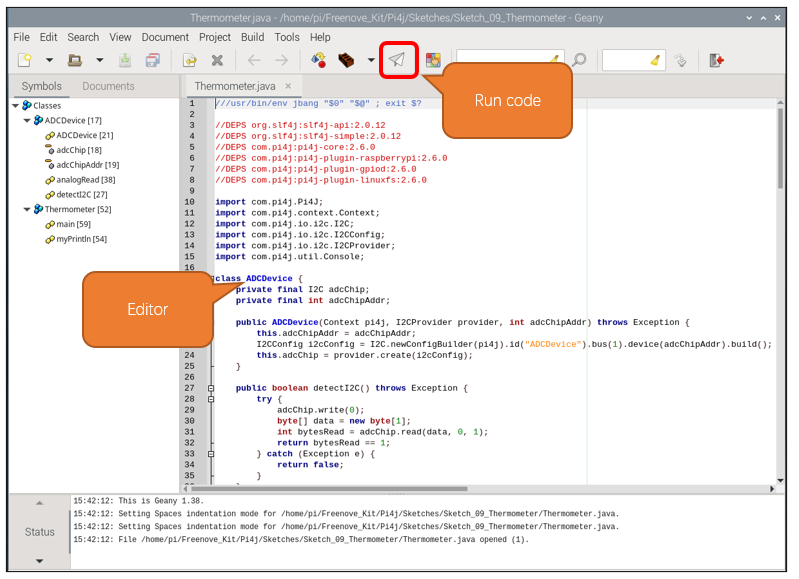 Thermometer.java - /home/pi/Freenove_Kit/Pi4j/Sketches/Sketch_09_Thermometer - Geany
File Edit Search View Document Project Build Tools Help
Run code
Symbols Documents
Thermometer.java
Classes
ADCDevice [17]
ADCDevice [21]
adcChip [18]
adcChipAddr [19]
analogRead [38]
detectI2C [27]
Thermometer [52]
main [59]
myPrintln [54]
1 ///usr/bin/env jbang "$0" "$@" ; exit $?
2
3 //DEPS org.slf4j:slf4j-api:2.0.12
4 //DEPS org.slf4j:slf4j-simple:2.0.12
5 //DEPS com.pi4j:pi4j-core:2.6.0
6 //DEPS com.pi4j:pi4j-plugin-raspberrypi:2.6.0
7 //DEPS com.pi4j:pi4j-plugin-gpiod:2.6.0
8 //DEPS com.pi4j:pi4j-plugin-linuxfs:2.6.0
9
10 import com.pi4j.Pi4J;
11 import com.pi4j.context.Context;
12 import com.pi4j.io.i2c.I2C;
13 import com.pi4j.io.i2c.I2CConfig;
14 import com.pi4j.io.i2c.I2CProvider;
15 import com.pi4j.util.Console;
16
class ADCDevice {
private final I2C adcChip;
private final int adcChipAddr;
public ADCDevice(Context pi4j, I2CProvider provider, int adcChipAddr) throws Exception {
this.adcChipAddr = adcChipAddr;
I2CConfig i2cConfig = I2C.newConfigBuilder(pi4j).id("ADCDevice").bus(1).device(adcChipAddr).build();
24 this.adcChip = provider.create(i2cConfig);
25 }
26
27 public boolean detectI2C() throws Exception {
28 try {
29 adcChip.write(0);
30 byte[] data = new byte[1];
31 int bytesRead = adcChip.read(data, 0, 1);
32 return bytesRead == 1;
33 } catch (Exception e) {
34 return false;
35 }
Editor
Status
15:42:12: This is Geany 1.38.
15:42:12: Setting Spaces indentation mode for /home/pi/Freenove_Kit/Pi4j/Sketches/Sketch_09_Thermometer/Thermometer.java.
15:42:12: Setting Spaces indentation mode for /home/pi/Freenove_Kit/Pi4j/Sketches/Sketch_09_Thermometer/Thermometer.java.
15:42:12: File /home/pi/Freenove_Kit/Pi4j/Sketches/Sketch_09_Thermometer/Thermometer.java opened (1).